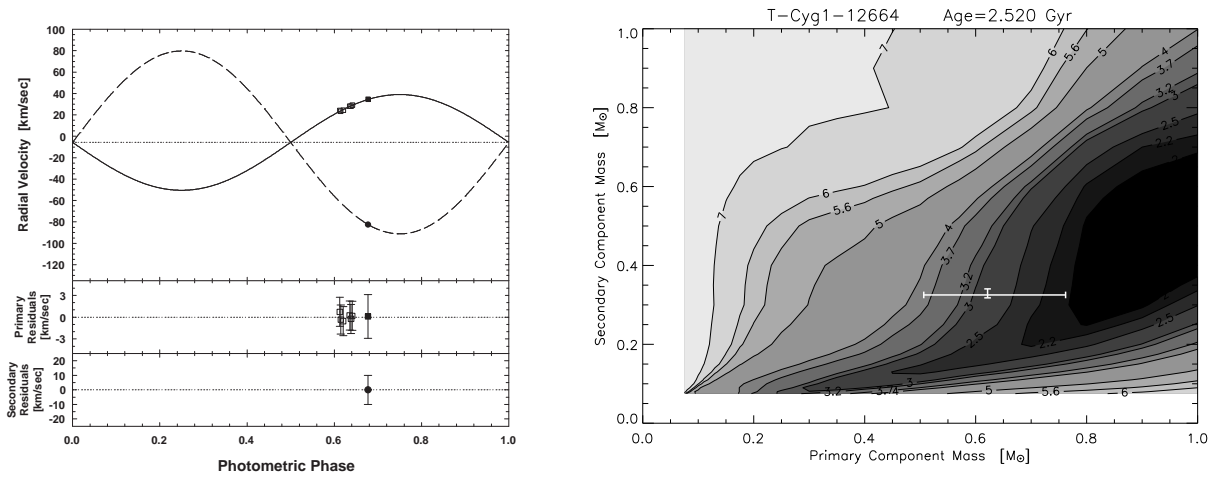 100
80
60
40
20
0
-20
-40
-60
-80
-100
-120
Radial Velocity [km/sec]
3
0
-3
Primary
Residuals
[km/sec]
20
10
0
-10
-20
Secondary
Residuals
[km/sec]
0.0 0.2 0.4 0.6 0.8 1.0
Photometric Phase
T-Cyg1-12664 Age=2.520 Gyr
1.0
0.8
0.6
0.4
0.2
0.0
Secondary Component Mass [M⊙]
7 6 5.6 5 4 3.7 3.2 3 2.5 2.2
7 6 5.6 5 4 3.7 3.2 3 2.5 2.2 2 2.5
3.2 3.7 4 3 5 5.6 6
0.0 0.2 0.4 0.6 0.8 1.0
Primary Component Mass [M⊙]